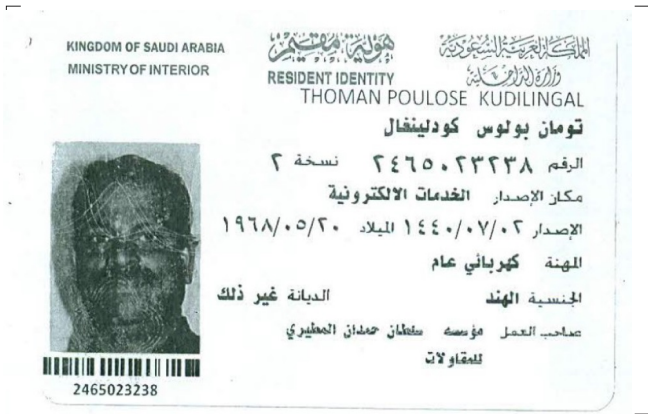 KINGDOM OF SAUDI ARABIA
MINISTRY OF INTERIOR
هوية مقيم
RESIDENT IDENTITY
المملكة العربية السعودية
وزارة الداخلية
THOMAN POULOSE KUDILINGAL
تومان بولوس كودلينغال
الرقم ٢٤٦٥٠٢٣٢٣٨ نسخة ٢
مكان الإصدار الخدمات الالكترونية
الإصدار ١٤٤٠/٠٧/٠٢ الميلاد ١٩٦٨/٠٥/٢٠
المهنة كهربائي عام
الجنسية الهند الديانة غير ذلك
صاحب العمل مؤسسه سلطان حمدان المطيري
للمقاولات
2465023238